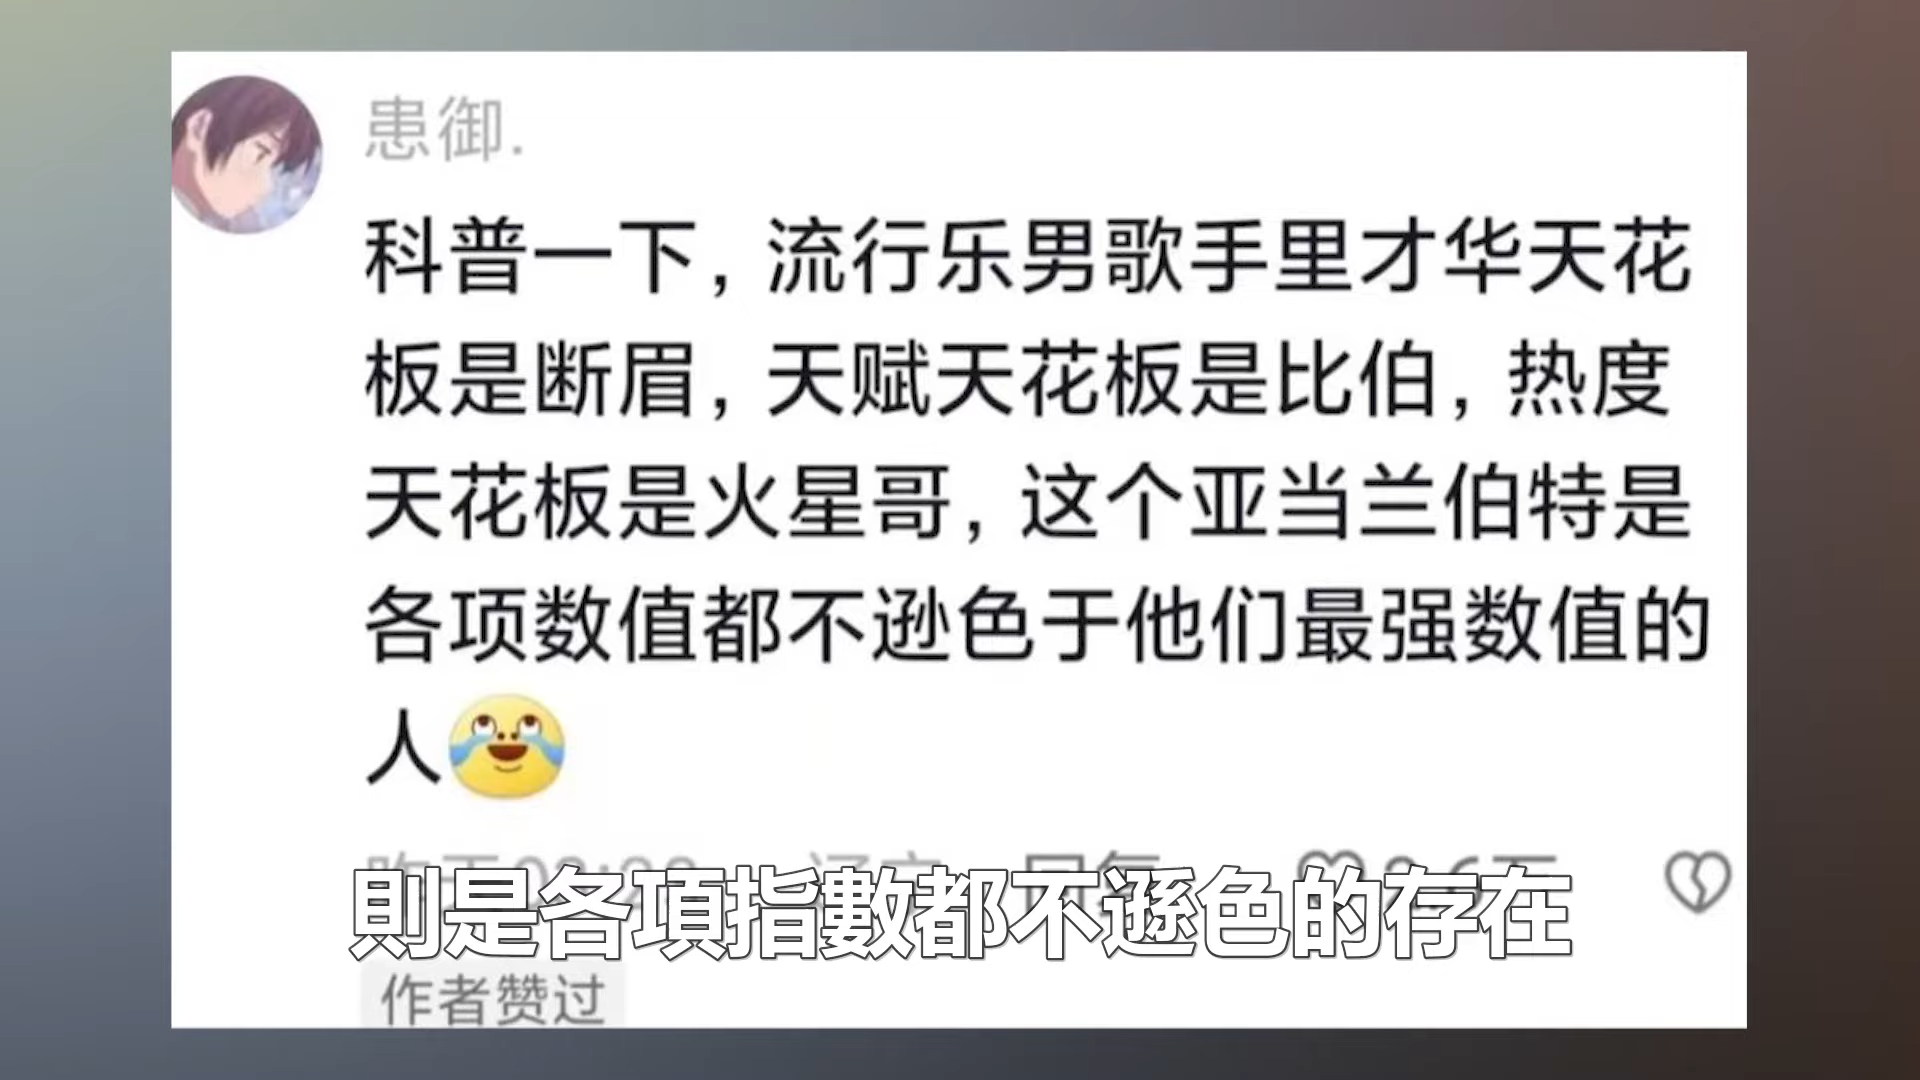 患御.
科普一下，流行乐男歌手里才华天花
板是断眉，天赋天花板是比伯，热度
天花板是火星哥，这个亚当兰伯特是
各项数值都不逊色于他们最强数值的
人
則是各項指數都不遜色的存在
作者赞过